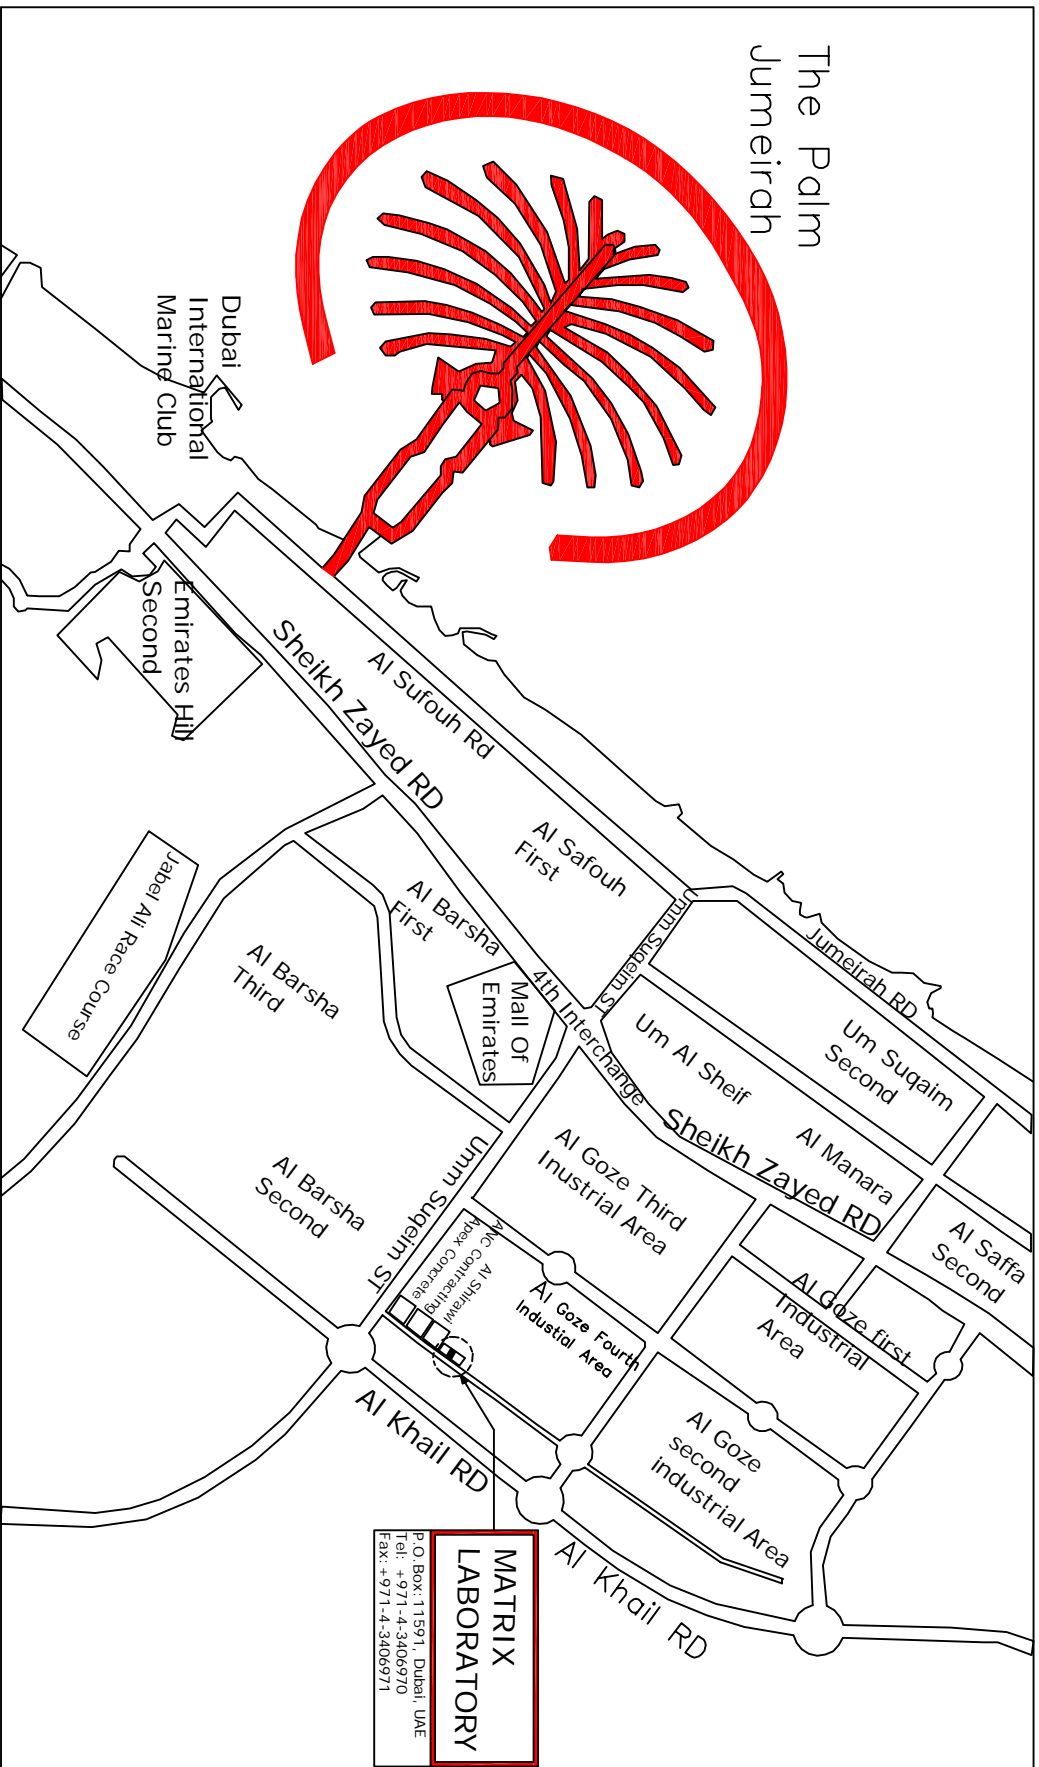 The Palm
Jumeirah
Dubai
International
Marine Club
Emirates Hill
Second
Sheikh Zayed RD
Al Sufouh Rd
Al Safouh
First
Al Barsha
First
Jabel Ali Race Course
Al Barsha
Third
Mall Of
Emirates
4th Interchange
Umm Suqeim ST
Jumeirah RD
Um Suqaim
Second
Um Al Sheif
Al Manara
Sheikh Zayed RD
Al Saffa
Second
Al Goze Third
Inustrial Area
Al Goze first
Industrial
Area
Umm Suqeim ST
Al Barsha
Second
ANC Contracting
Al Shirawi
Apex Concrete
Al Goze Fourth
Industial Area
Al Goze
second
industrial Area
Al Khail RD
Al Khail RD
MATRIX
LABORATORY
P.O. Box: 11591, Dubai, UAE
Tel: +971-4-3406970
Fax: +971-4-3406971